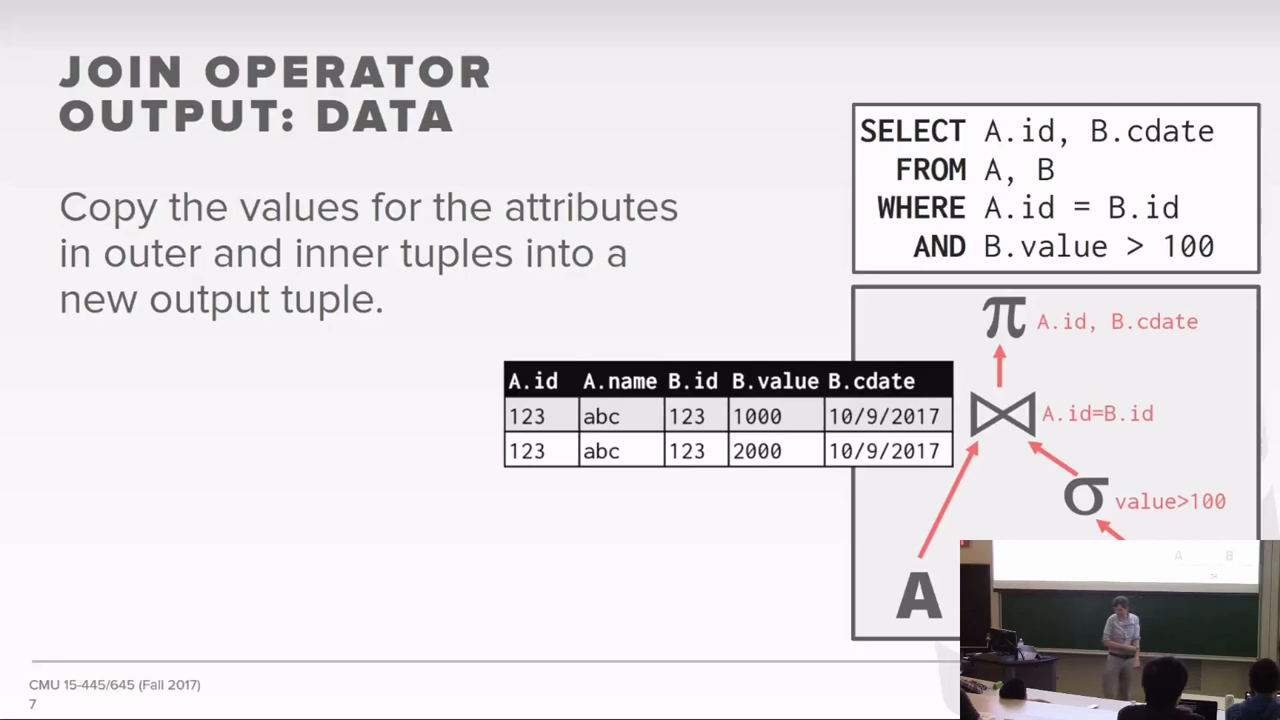 JOIN OPERATOR
OUTPUT: DATA
Copy the values for the attributes
in outer and inner tuples into a
new output tuple.
SELECT A.id, B.cdate
FROM A, B
WHERE A.id = B.id
AND B.value > 100
π A.id, B.cdate
A.id B.id A.name B.value B.cdate
123 abc 123 1000 10/9/2017
123 abc 123 2000 10/9/2017
⋈ A.id=B.id
σ value>100
A
A B
CMU 15-445/645 (Fall 2017)
7